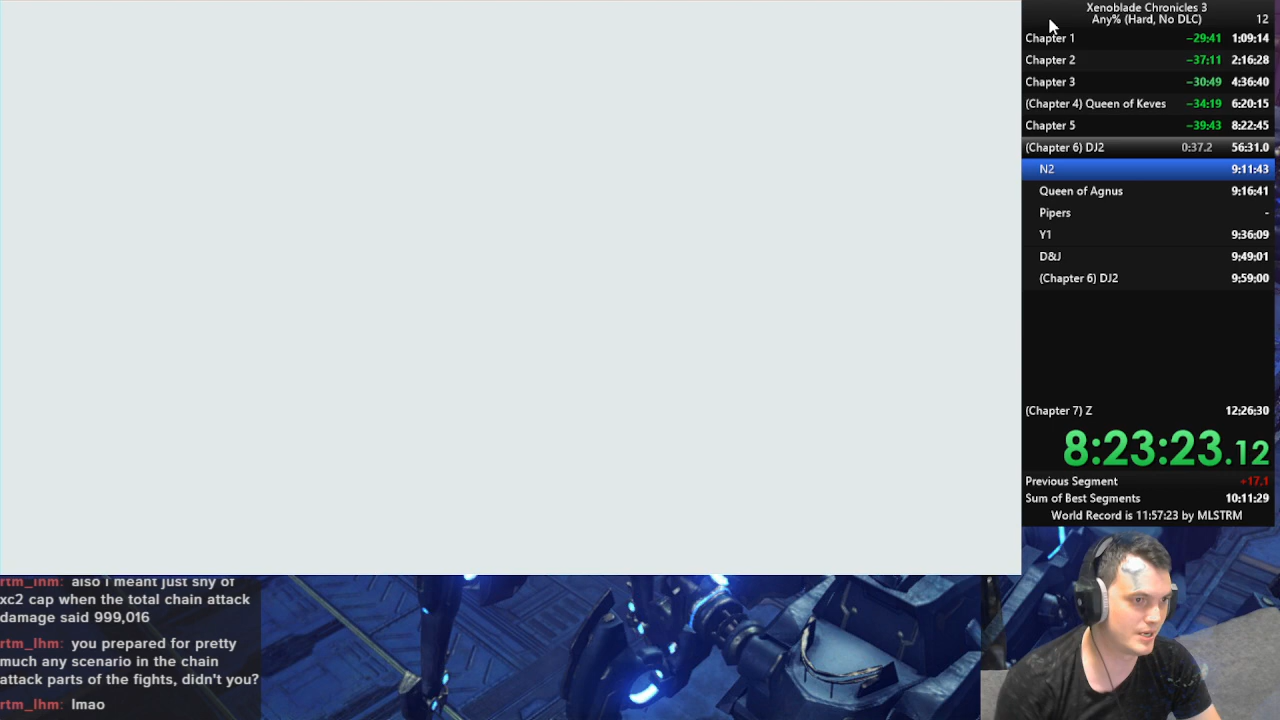 Xenoblade Chronicles 3
Any% (Hard, No DLC) 12
Chapter 1 −29:41 1:09:14
Chapter 2 −37:11 2:16:28
Chapter 3 −30:49 4:36:40
(Chapter 4) Queen of Keves −34:19 6:20:15
Chapter 5 −39:43 8:22:45
(Chapter 6) DJ2 0:37.2 56:31.0
N2 9:11:43
Queen of Agnus 9:16:41
Pipers -
Y1 9:36:09
D&J 9:49:01
(Chapter 6) DJ2 9:59:00
(Chapter 7) Z 12:26:30
8:23:23.12
Previous Segment +17.1
Sum of Best Segments 10:11:29
World Record is 11:57:23 by MLSTRM
rtm_lhm: also i meant just shy of
xc2 cap when the total chain attack
damage said 999,016
rtm_lhm: you prepared for pretty
much any scenario in the chain
attack parts of the fights, didn't you?
rtm_lhm: lmao